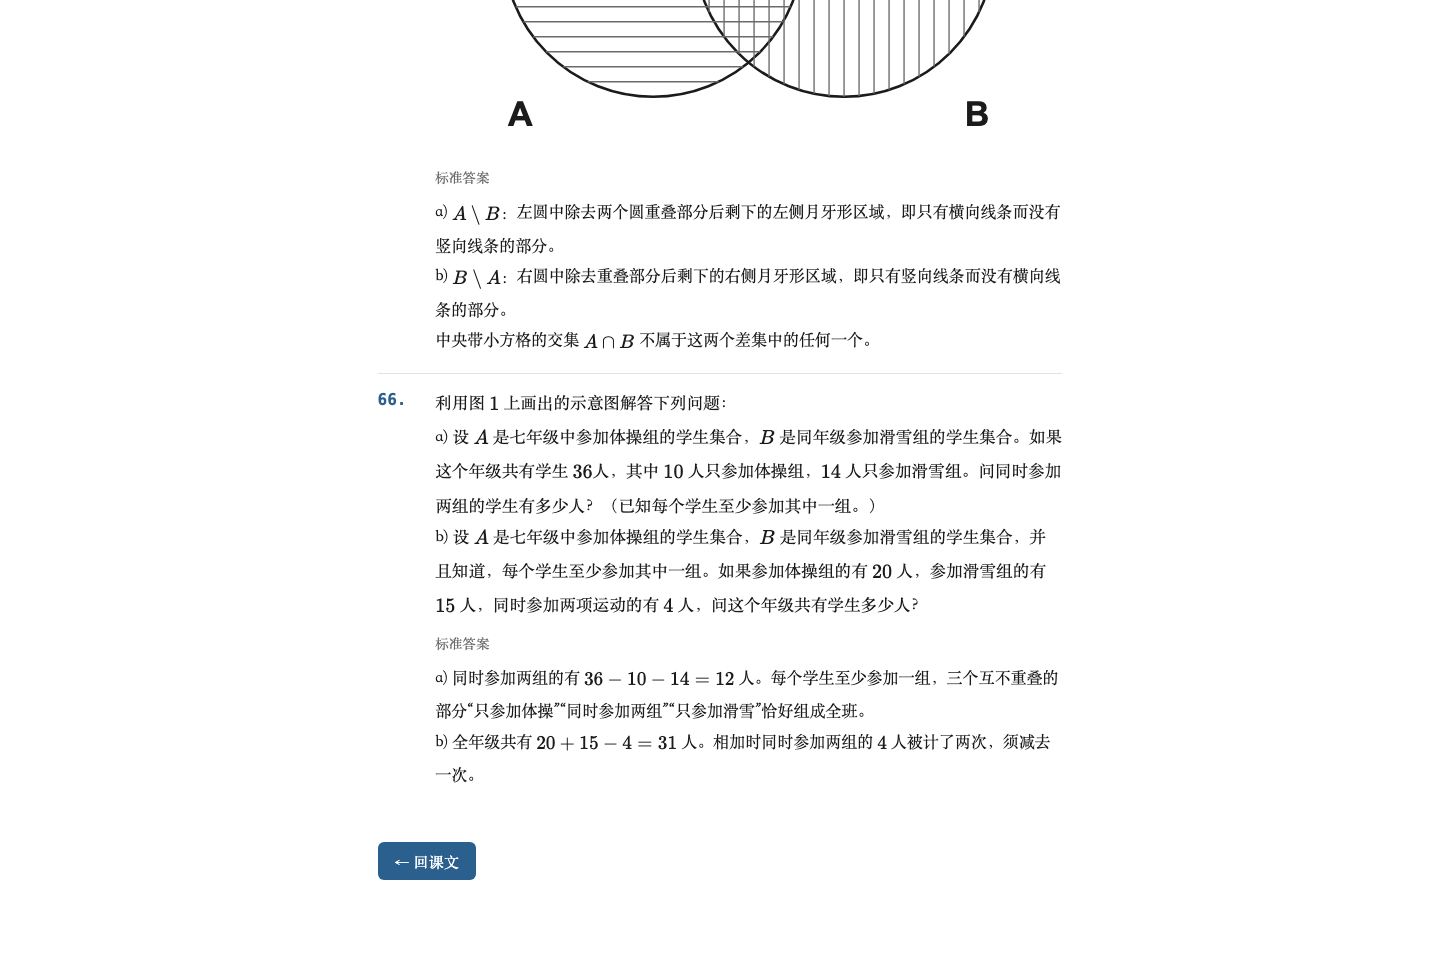 A B
标准答案
a) A \ B：左圆中除去两个圆重叠部分后剩下的左侧月牙形区域，即只有横向线条而没有
竖向线条的部分。
b) B \ A：右圆中除去重叠部分后剩下的右侧月牙形区域，即只有竖向线条而没有横向线
条的部分。
中央带小方格的交集 A ∩ B 不属于这两个差集中的任何一个。
66. 利用图 1 上画出的示意图解答下列问题：
a) 设 A 是七年级中参加体操组的学生集合，B 是同年级参加滑雪组的学生集合。如果
这个年级共有学生 36人，其中 10 人只参加体操组，14 人只参加滑雪组。问同时参加
两组的学生有多少人？（已知每个学生至少参加其中一组。）
b) 设 A 是七年级中参加体操组的学生集合，B 是同年级参加滑雪组的学生集合，并
且知道，每个学生至少参加其中一组。如果参加体操组的有 20 人，参加滑雪组的有
15 人，同时参加两项运动的有 4 人，问这个年级共有学生多少人？
标准答案
a) 同时参加两组的有 36 − 10 − 14 = 12 人。每个学生至少参加一组，三个互不重叠的
部分“只参加体操”“同时参加两组”“只参加滑雪”恰好组成全班。
b) 全年级共有 20 + 15 − 4 = 31 人。相加时同时参加两组的 4 人被计了两次，须减去
一次。
← 回课文